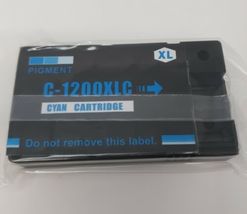 XL
PIGMENT
C-1200XLC
CYAN CARTRIDGE
Do not remove this label.